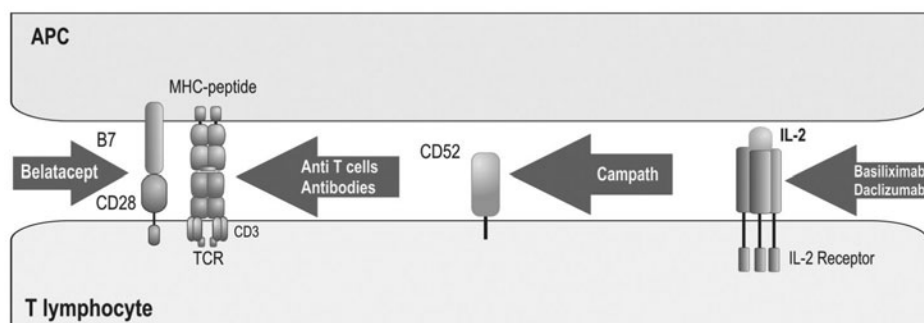 APC
MHC-peptide
B7
Belatacept
CD28
Anti T cells
Antibodies
CD3
TCR
CD52
Campath
IL-2
Basiliximab
Daclizumab
IL-2 Receptor
T lymphocyte